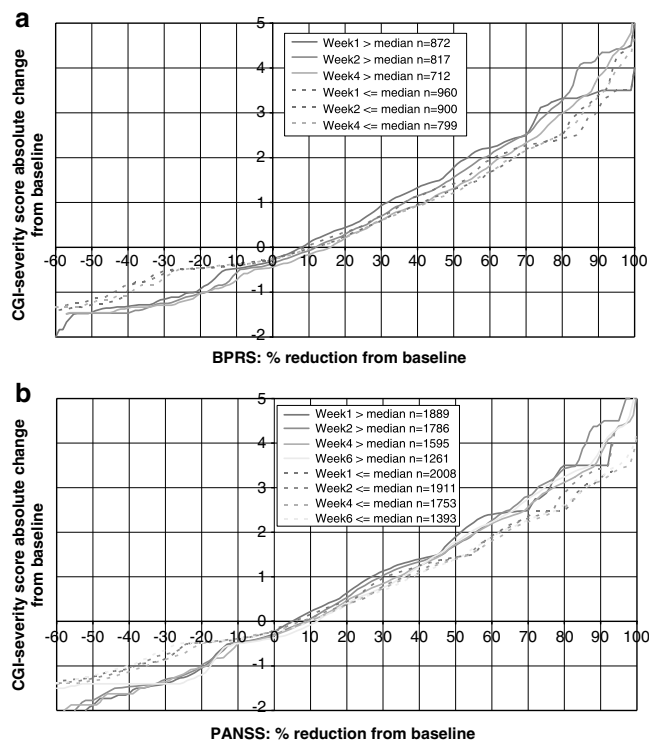 a
CGI-severity score absolute change
from baseline
5
4
3
2
1
0
-1
-2
Week1 > median n=872
Week2 > median n=817
Week4 > median n=712
Week1 <= median n=960
Week2 <= median n=900
Week4 <= median n=799
-60 -50 -40 -30 -20 -10 0 10 20 30 40 50 60 70 80 90 100
BPRS: % reduction from baseline
b
CGI-severity score absolute change
from baseline
5
4
3
2
1
0
-1
-2
Week1 > median n=1889
Week2 > median n=1786
Week4 > median n=1595
Week6 > median n=1261
Week1 <= median n=2008
Week2 <= median n=1911
Week4 <= median n=1753
Week6 <= median n=1393
-60 -50 -40 -30 -20 -10 0 10 20 30 40 50 60 70 80 90 100
PANSS: % reduction from baseline